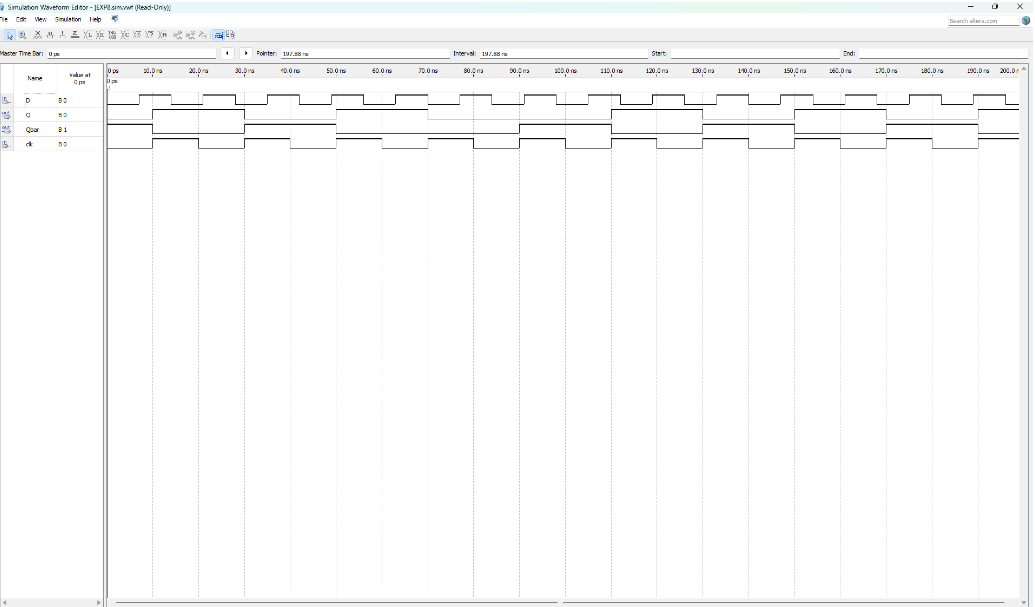 Simulation Waveform Editor - [EXP8.sim.vwf (Read-Only)]
File Edit View Simulation Help
Search altera.com
Master Time Bar: 0 ps Pointer: 197.88 ns Interval: 197.88 ns Start: End:
Name Value at 0 ps
0 ps 10.0 ns 20.0 ns 30.0 ns 40.0 ns 50.0 ns 60.0 ns 70.0 ns 80.0 ns 90.0 ns 100.0 ns 110.0 ns 120.0 ns 130.0 ns 140.0 ns 150.0 ns 160.0 ns 170.0 ns 180.0 ns 190.0 ns 200.0 n
0 ps
D B 0
Q B 0
Qbar B 1
clk B 0